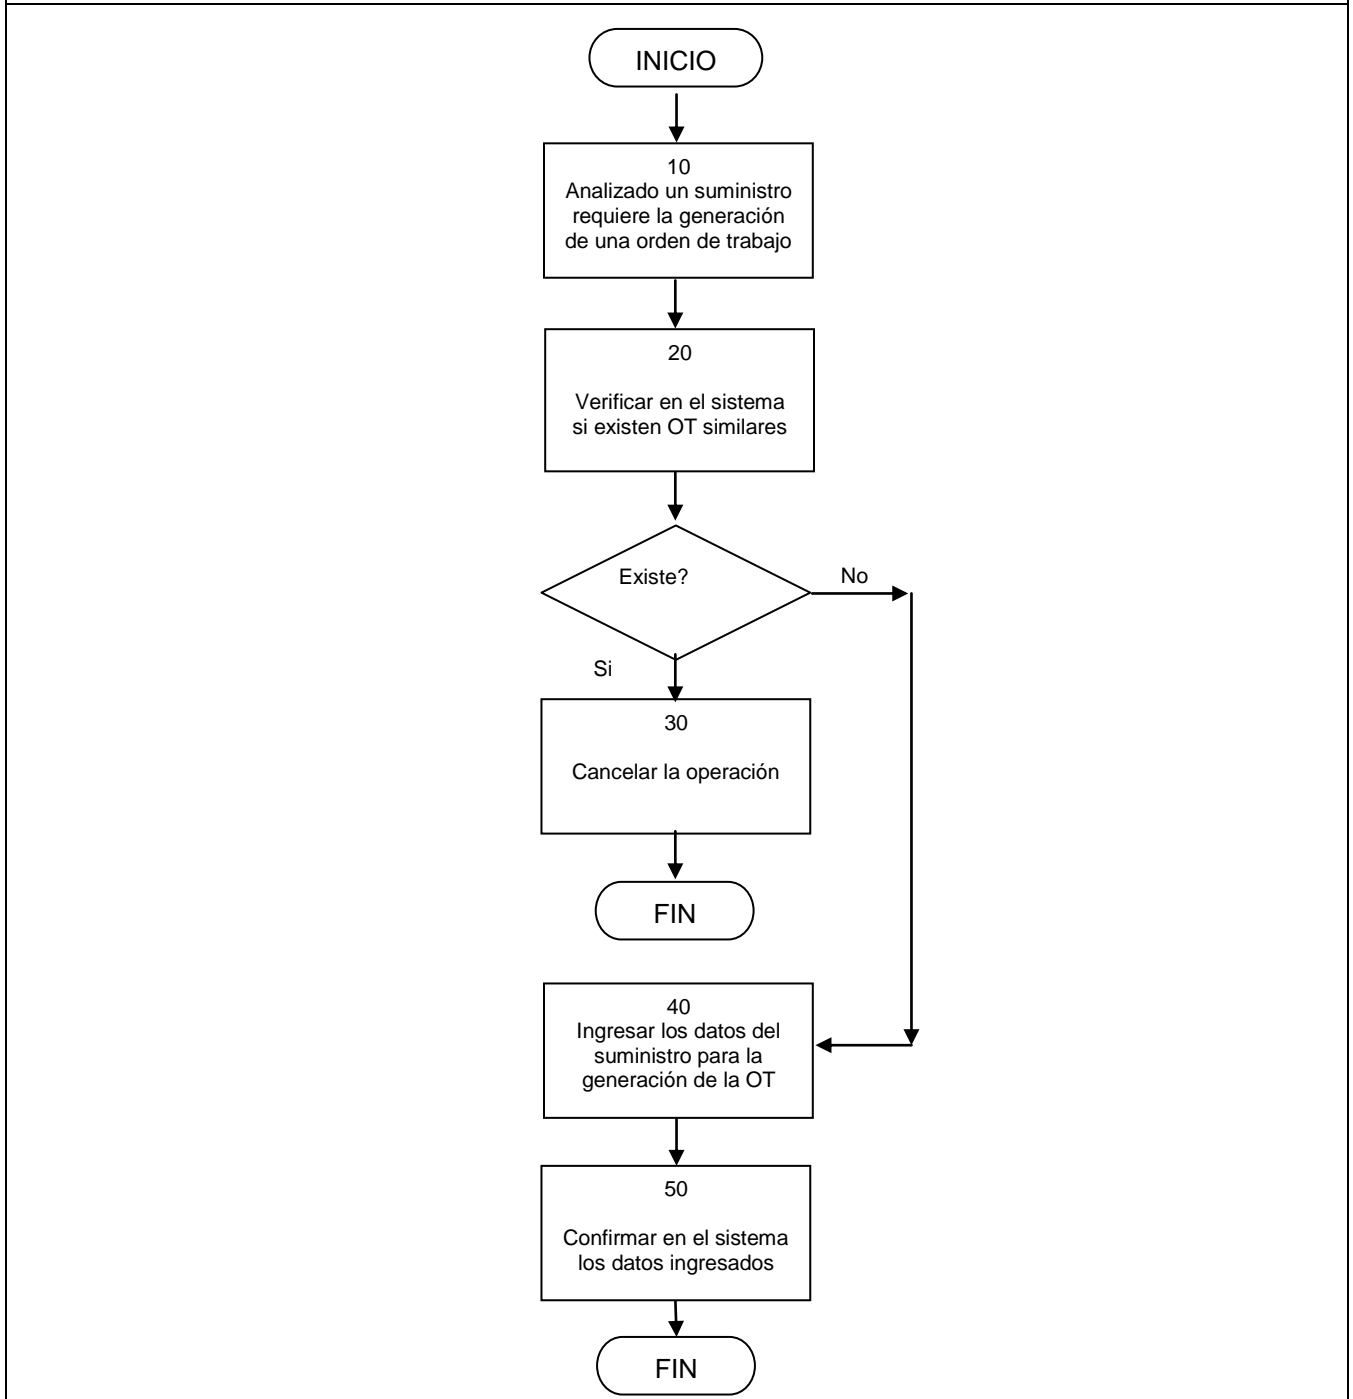 INICIO
10
Analizado un suministro
requiere la generación
de una orden de trabajo
20
Verificar en el sistema
si existen OT similares
Existe?
No
Si
30
Cancelar la operación
FIN
40
Ingresar los datos del
suministro para la
generación de la OT
50
Confirmar en el sistema
los datos ingresados
FIN